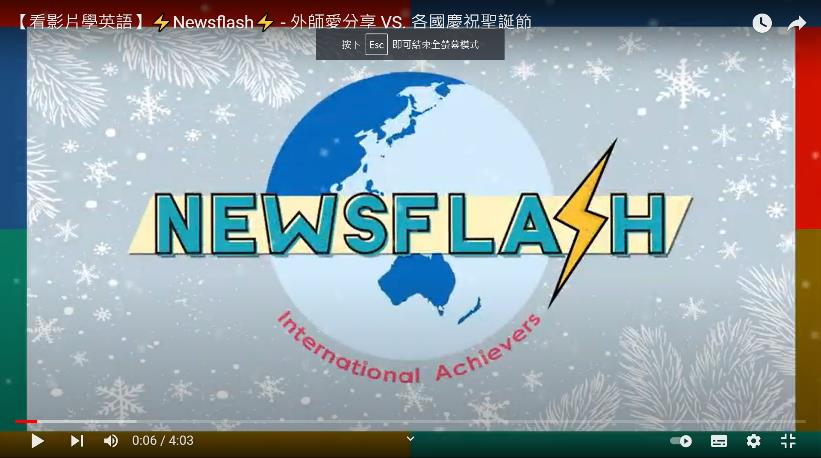 【看影片學英語】⚡Newsflash⚡ - 外師愛分享 VS. 各國慶祝聖誕節
按下 Esc 即可結束全螢幕模式
NEWSFLASH
International Achievers
0:06 / 4:03